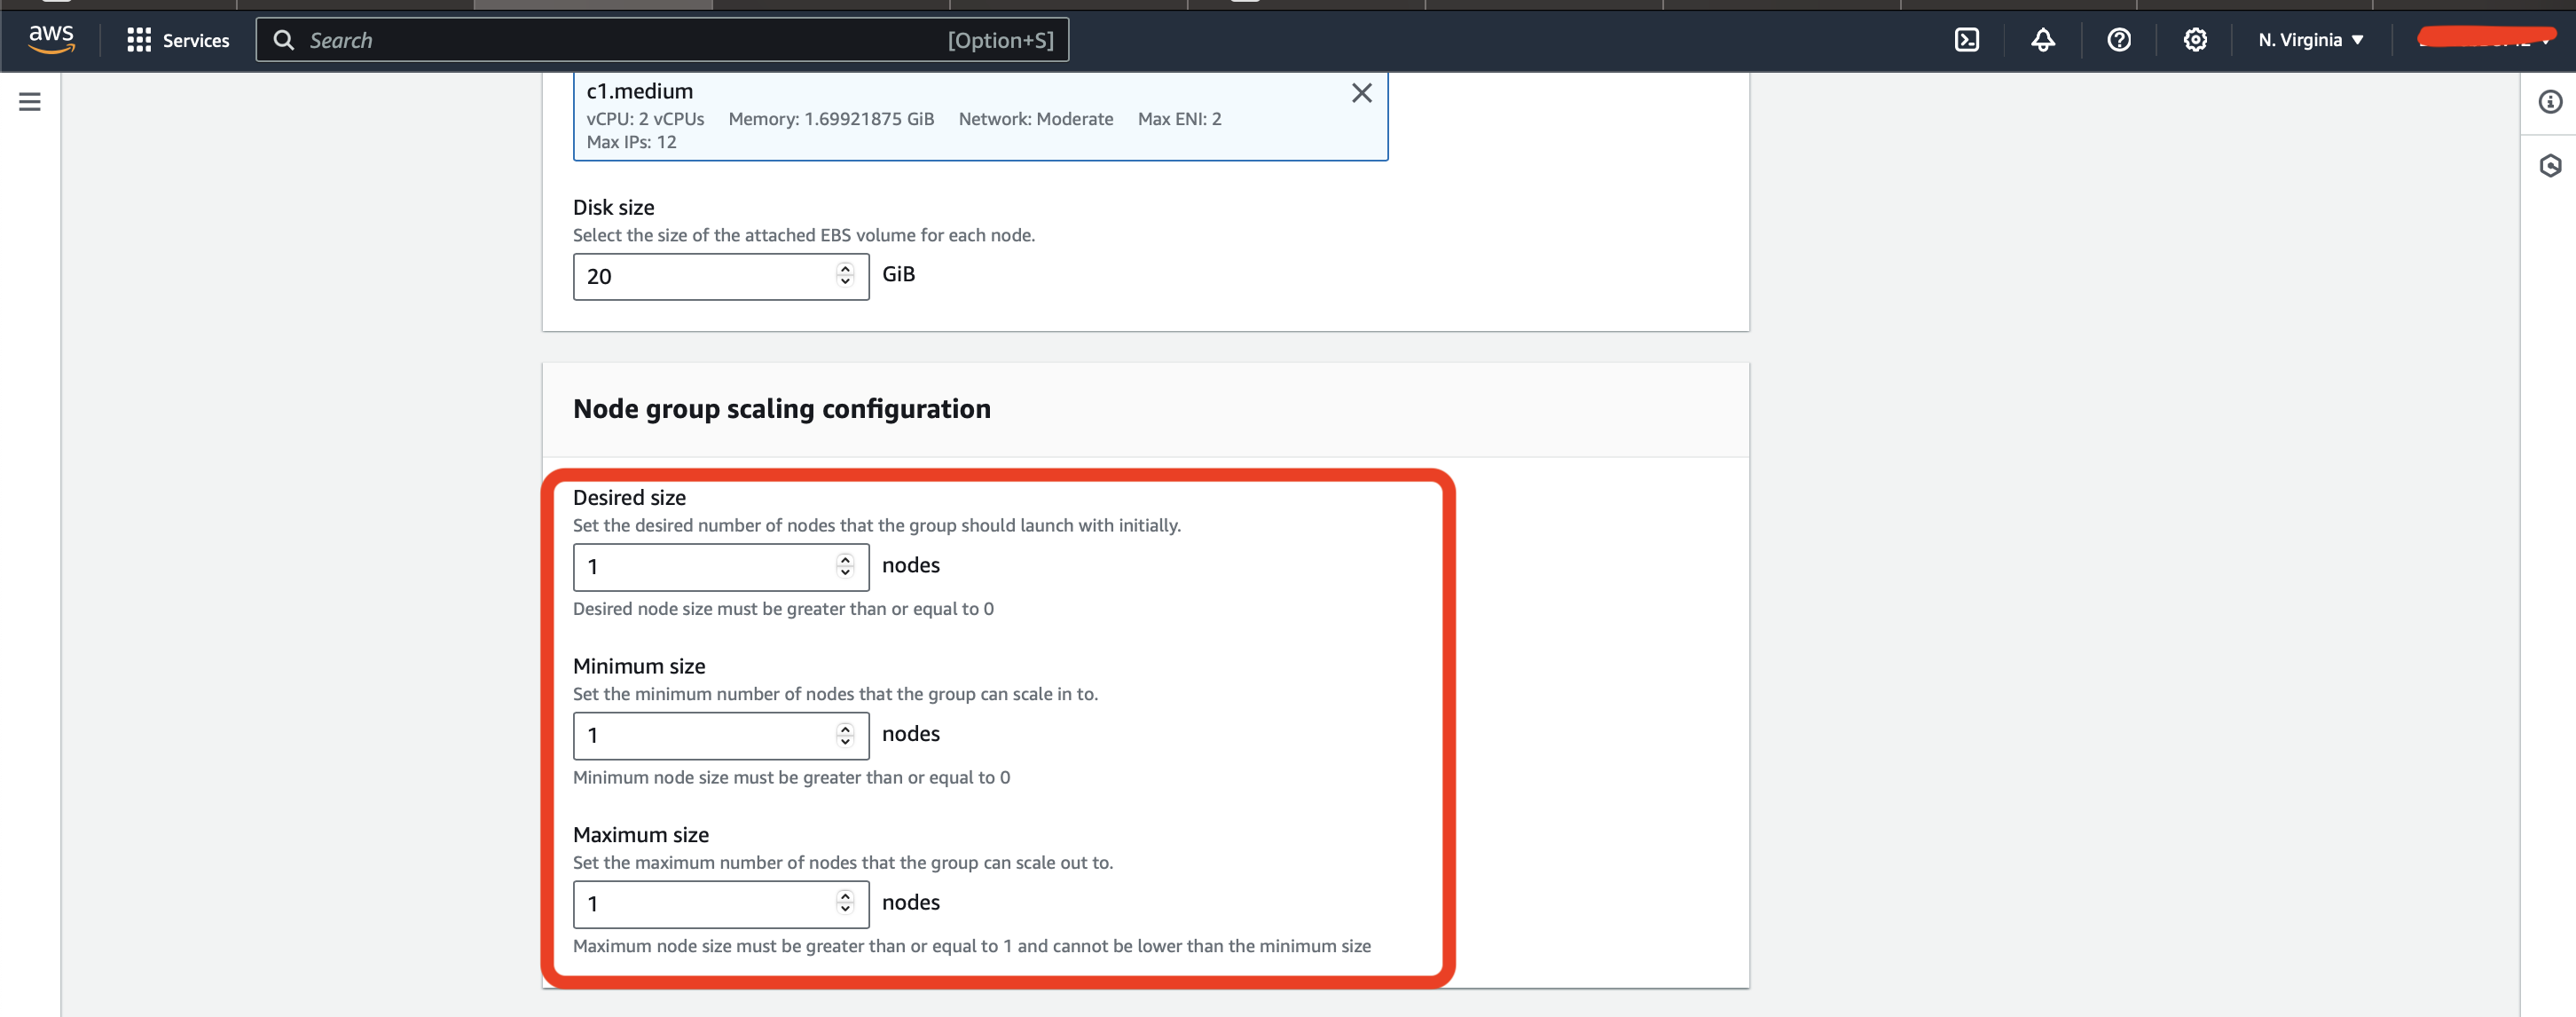 aws
Services
Search
[Option+S]
N. Virginia
c1.medium
vCPU: 2 vCPUs Memory: 1.69921875 GiB Network: Moderate Max ENI: 2
Max IPs: 12
Disk size
Select the size of the attached EBS volume for each node.
20 GiB
Node group scaling configuration
Desired size
Set the desired number of nodes that the group should launch with initially.
1 nodes
Desired node size must be greater than or equal to 0
Minimum size
Set the minimum number of nodes that the group can scale in to.
1 nodes
Minimum node size must be greater than or equal to 0
Maximum size
Set the maximum number of nodes that the group can scale out to.
1 nodes
Maximum node size must be greater than or equal to 1 and cannot be lower than the minimum size